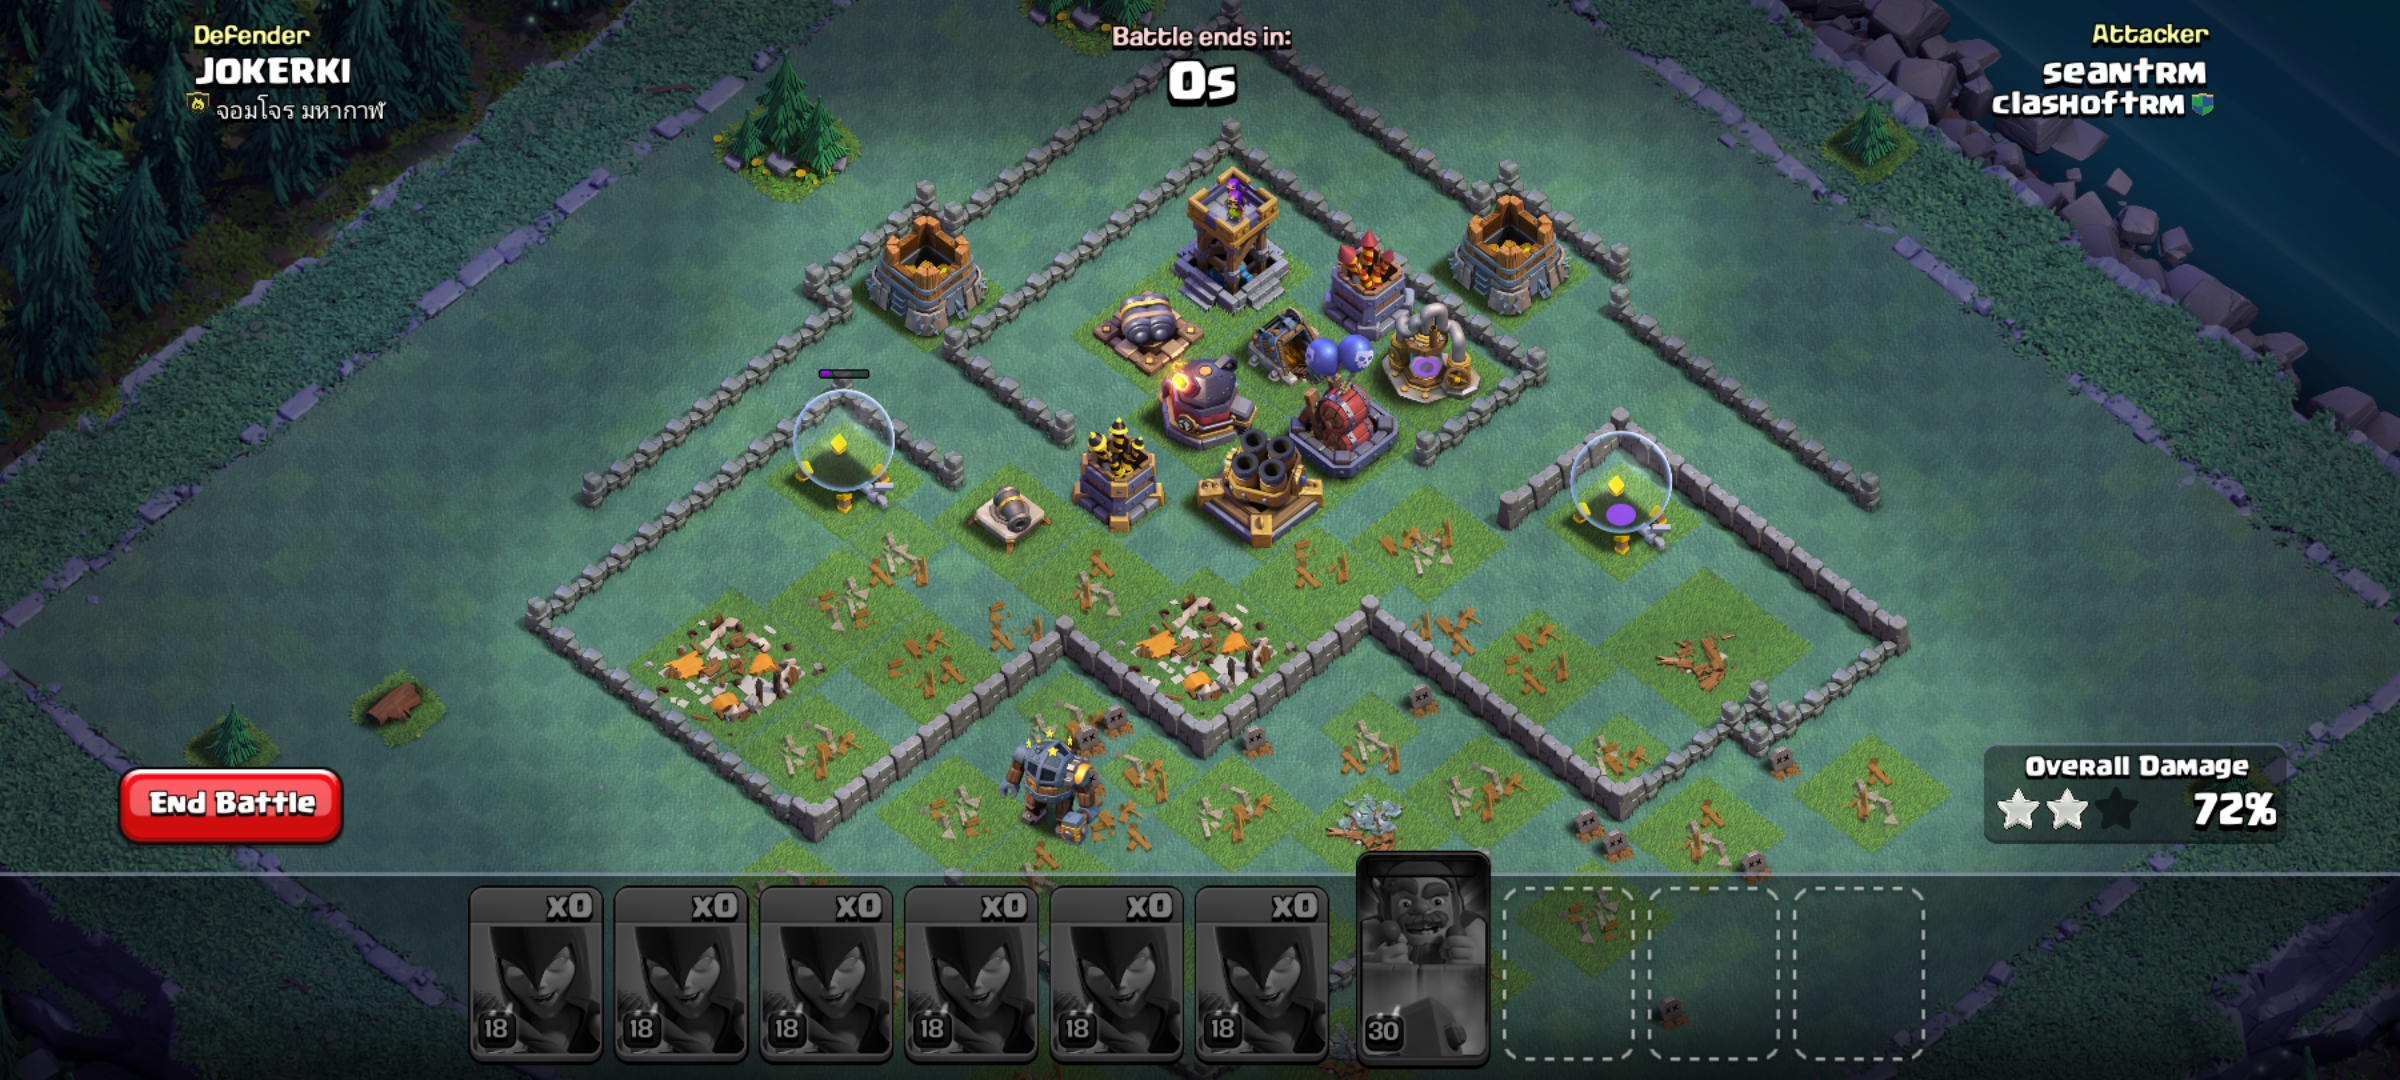 Defender
JOKERKI
จอมโจร มหากาฬ
Battle ends in:
0s
Attacker
seantRM
clashoftRM
End Battle
Overall Damage
72%
x0 x0 x0 x0 x0 x0
18 18 18 18 18 18 30